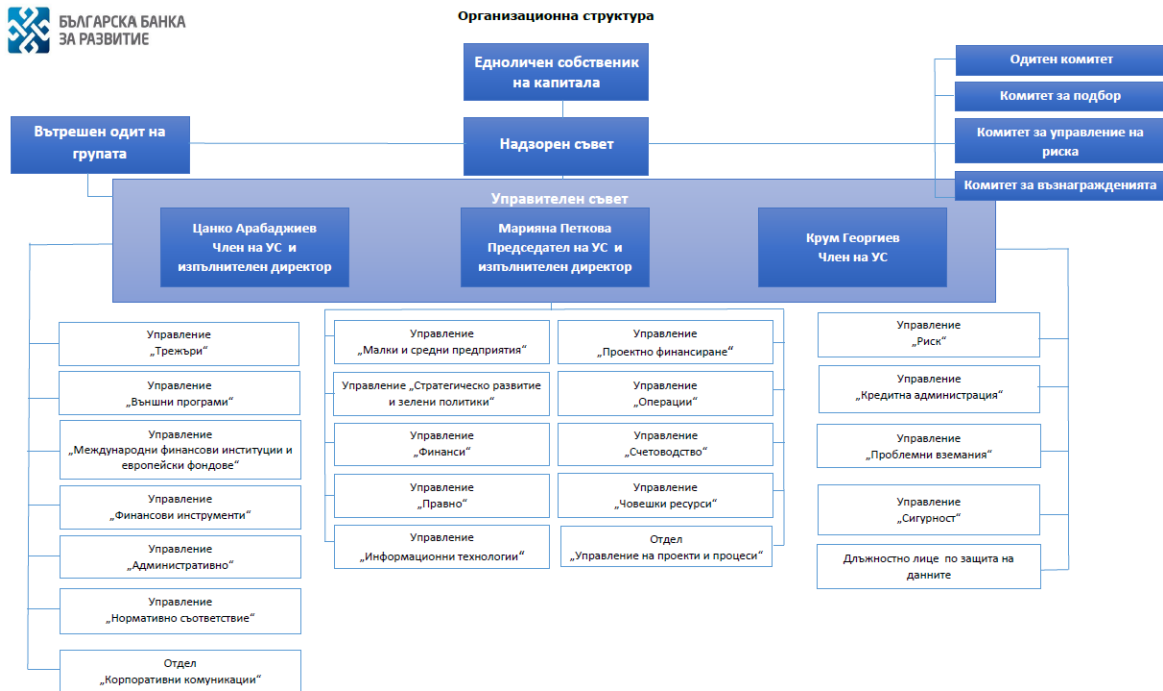 БЪЛГАРСКА БАНКА
ЗА РАЗВИТИЕ
Организационна структура
Едноличен собственик
на капитала
Одитен комитет
Комитет за подбор
Вътрешен одит на
групата
Надзорен съвет
Комитет за управление на
риска
Комитет за възнагражденията
Управителен съвет
Цанко Арабаджиев
Член на УС и
изпълнителен директор
Марияна Петкова
Председател на УС и
изпълнителен директор
Крум Георгиев
Член на УС
Управление
„Трежъри“
Управление
„Външни програми“
Управление
„Международни финансови институции и
европейски фондове“
Управление
„Финансови инструменти“
Управление
„Административно“
Управление
„Нормативно съответствие“
Отдел
„Корпоративни комуникации“
Управление
„Малки и средни предприятия“
Управление „Стратегическо развитие
и зелени политики“
Управление
„Финанси“
Управление
„Правно“
Управление
„Информационни технологии“
Управление
„Проектно финансиране“
Управление
„Операции“
Управление
„Счетоводство“
Управление
„Човешки ресурси“
Отдел
„Управление на проекти и процеси“
Управление
„Риск“
Управление
„Кредитна администрация“
Управление
„Проблемни вземания“
Управление
„Сигурност“
Длъжностно лице по защита на
данните